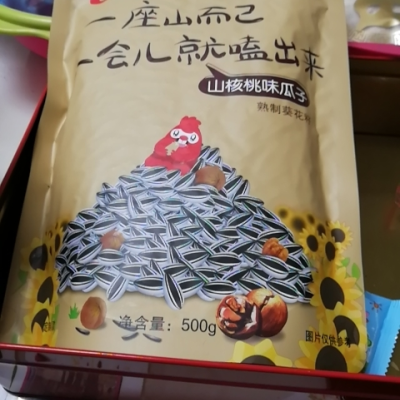 一座山而已
一会儿就嗑出来
山核桃味瓜子
熟制葵花
净含量：500g
图片仅供参考